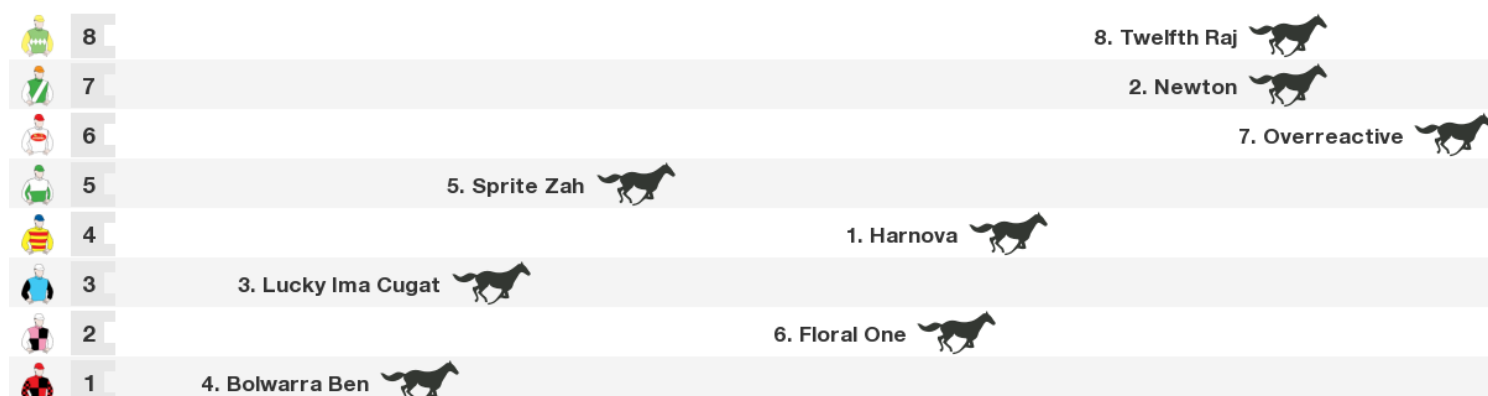 8 8. Twelfth Raj
7 2. Newton
6 7. Overreactive
5 5. Sprite Zah
4 1. Harnova
3 3. Lucky Ima Cugat
2 6. Floral One
1 4. Bolwarra Ben